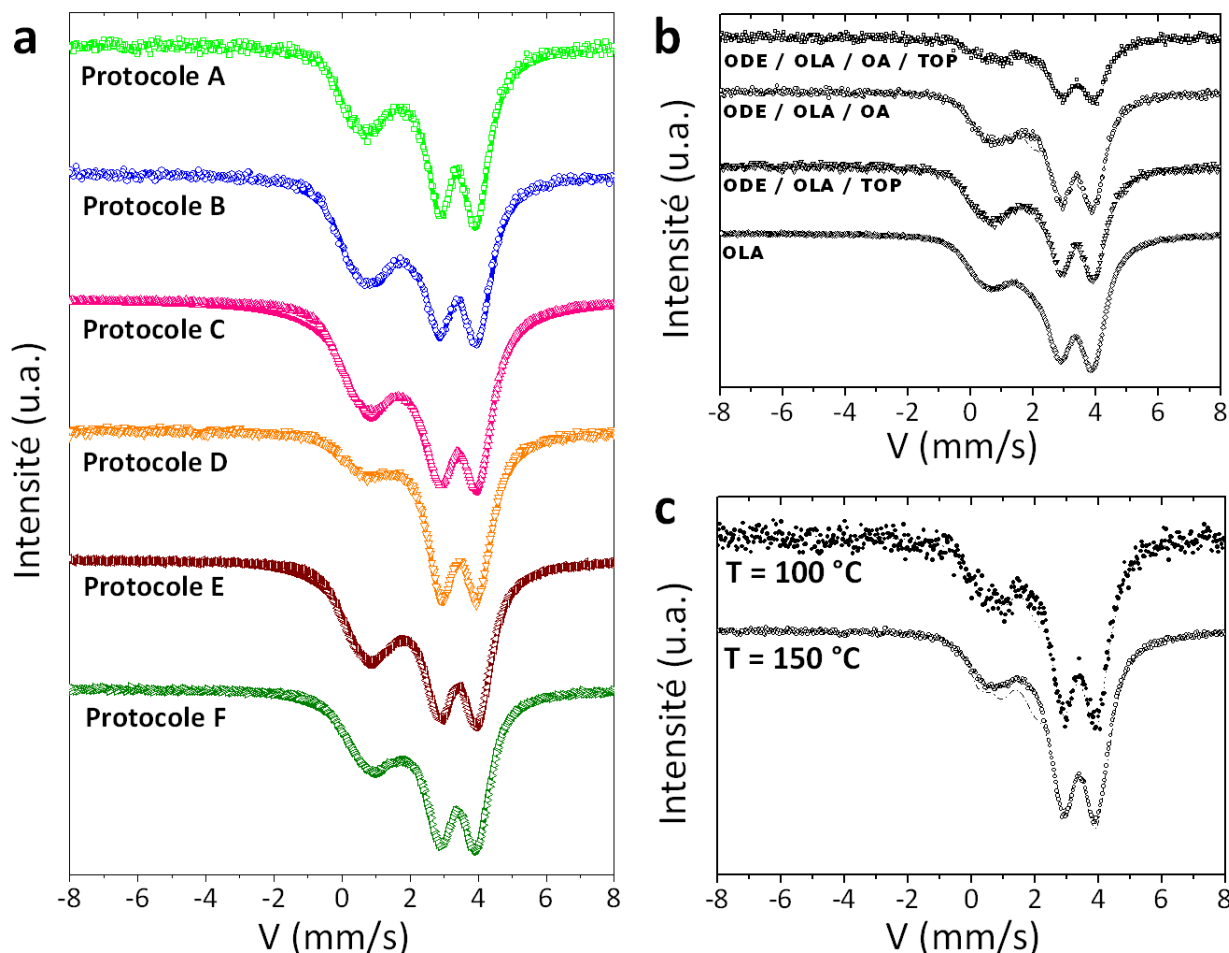 a
Protocole A
Protocole B
Protocole C
Protocole D
Protocole E
Protocole F
Intensité (u.a.)
-8 -6 -4 -2 0 2 4 6 8
V (mm/s)
b
ODE / OLA / OA / TOP
ODE / OLA / OA
ODE / OLA / TOP
OLA
Intensité (u.a.)
-8 -6 -4 -2 0 2 4 6 8
V (mm/s)
c
T = 100 °C
T = 150 °C
Intensité (u.a.)
-8 -6 -4 -2 0 2 4 6 8
V (mm/s)